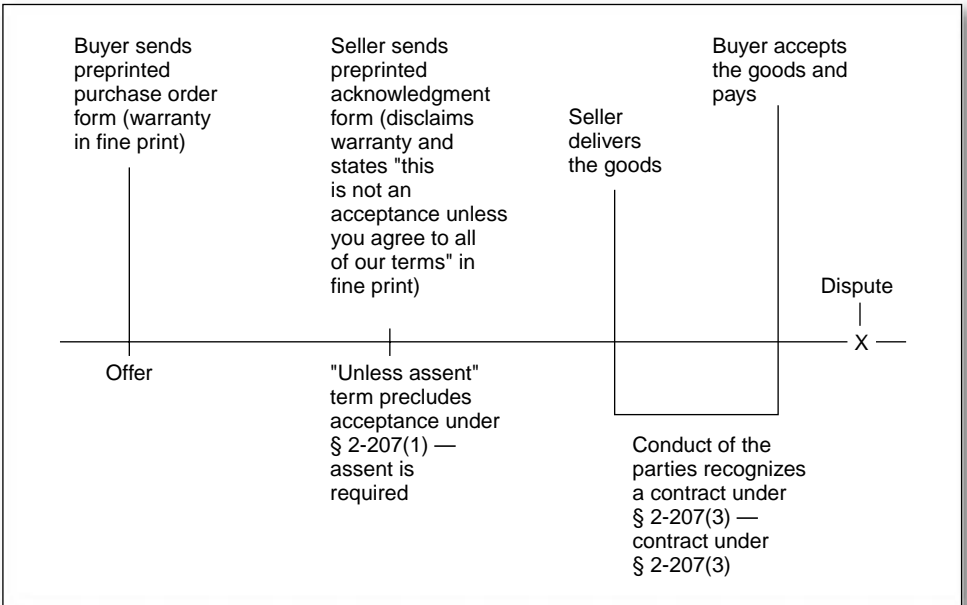 Buyer sends
preprinted
purchase order
form (warranty
in fine print)
Seller sends
preprinted
acknowledgment
form (disclaims
warranty and
states "this
is not an
acceptance unless
you agree to all
of our terms" in
fine print)
Seller
delivers
the goods
Buyer accepts
the goods and
pays
Dispute
X
Offer
"Unless assent"
term precludes
acceptance under
§ 2-207(1) —
assent is
required
Conduct of the
parties recognizes
a contract under
§ 2-207(3) —
contract under
§ 2-207(3)